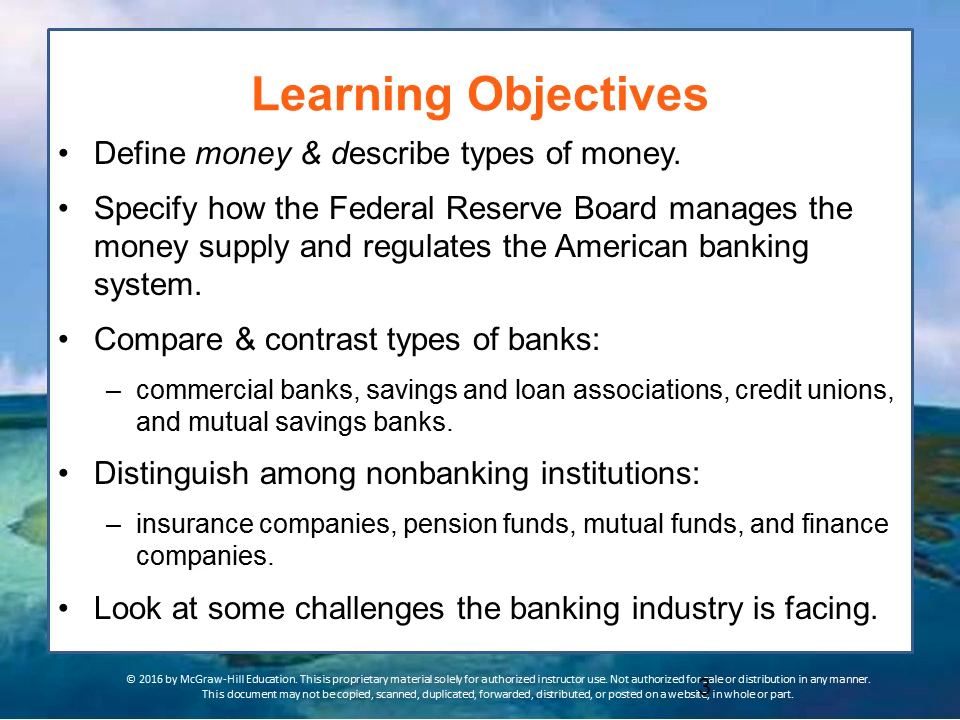 Learning Objectives
• Define money & describe types of money.
• Specify how the Federal Reserve Board manages the
money supply and regulates the American banking
system.
• Compare & contrast types of banks:
– commercial banks, savings and loan associations, credit unions,
and mutual savings banks.
• Distinguish among nonbanking institutions:
– insurance companies, pension funds, mutual funds, and finance
companies.
• Look at some challenges the banking industry is facing.
© 2016 by McGraw-Hill Education. This is proprietary material solely for authorized instructor use. Not authorized for sale or distribution in any manner.
This document may not be copied, scanned, duplicated, forwarded, distributed, or posted on a website, in whole or part.
3